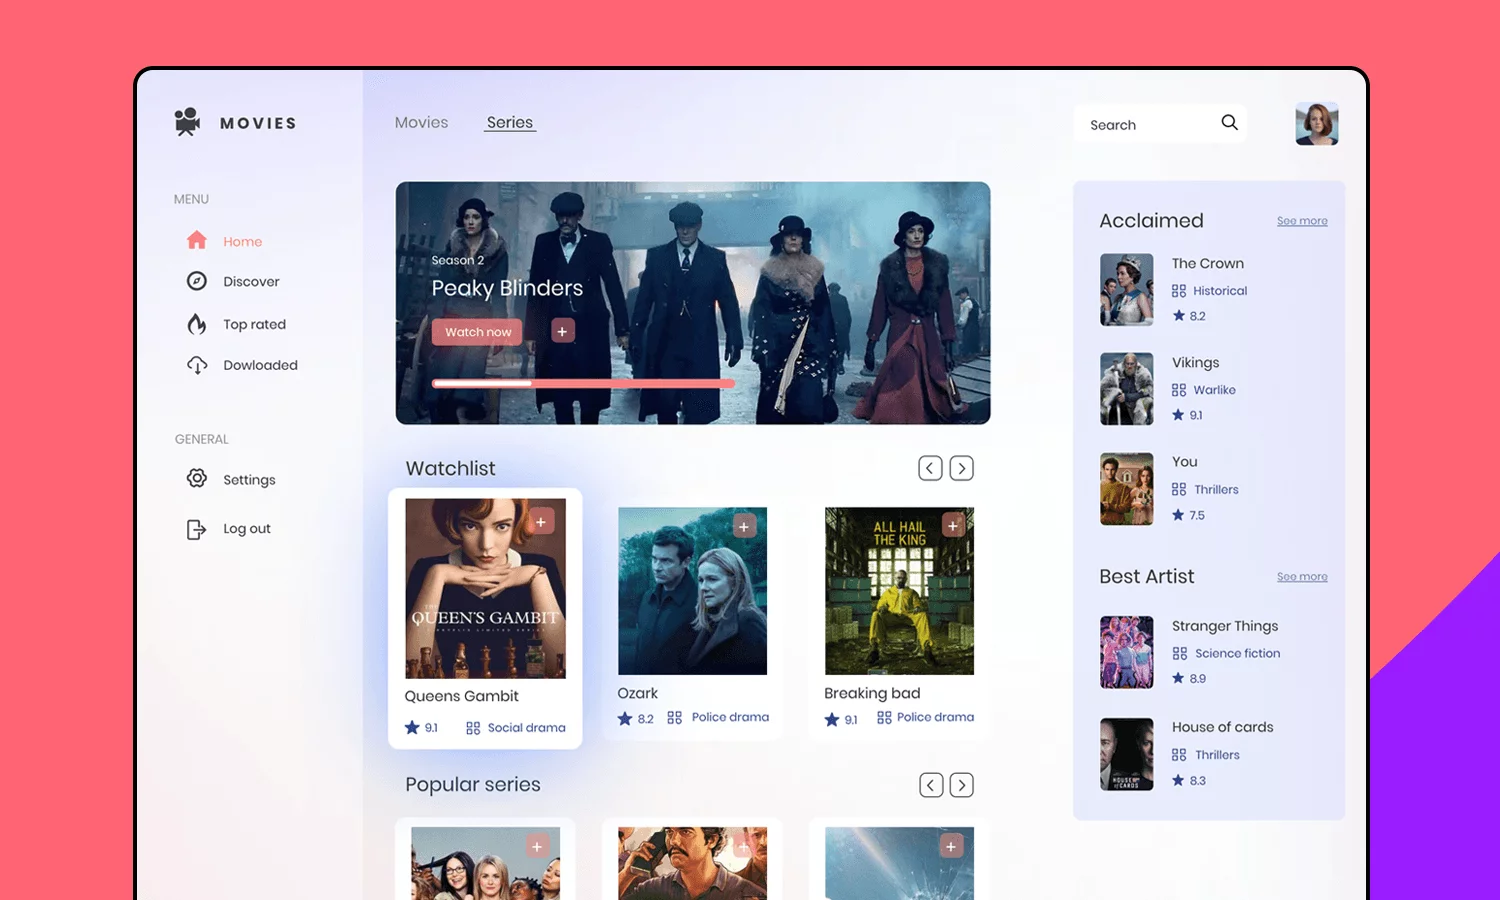 MOVIES
Movies
Series
Search
MENU
Home
Discover
Top rated
Dowloaded
GENERAL
Settings
Log out
Season 2
Peaky Blinders
Watch now
+
Watchlist
+
THE
QUEEN'S GAMBIT
Queens Gambit
9.1
Social drama
+
Ozark
8.2
Police drama
ALL HAIL
THE KING
+
Breaking bad
9.1
Police drama
Popular series
+
+
+
Acclaimed
See more
The Crown
Historical
8.2
Vikings
Warlike
9.1
You
Thrillers
7.5
Best Artist
See more
Stranger Things
Science fiction
8.9
House of cards
Thrillers
8.3
HOUSE
of CARDS